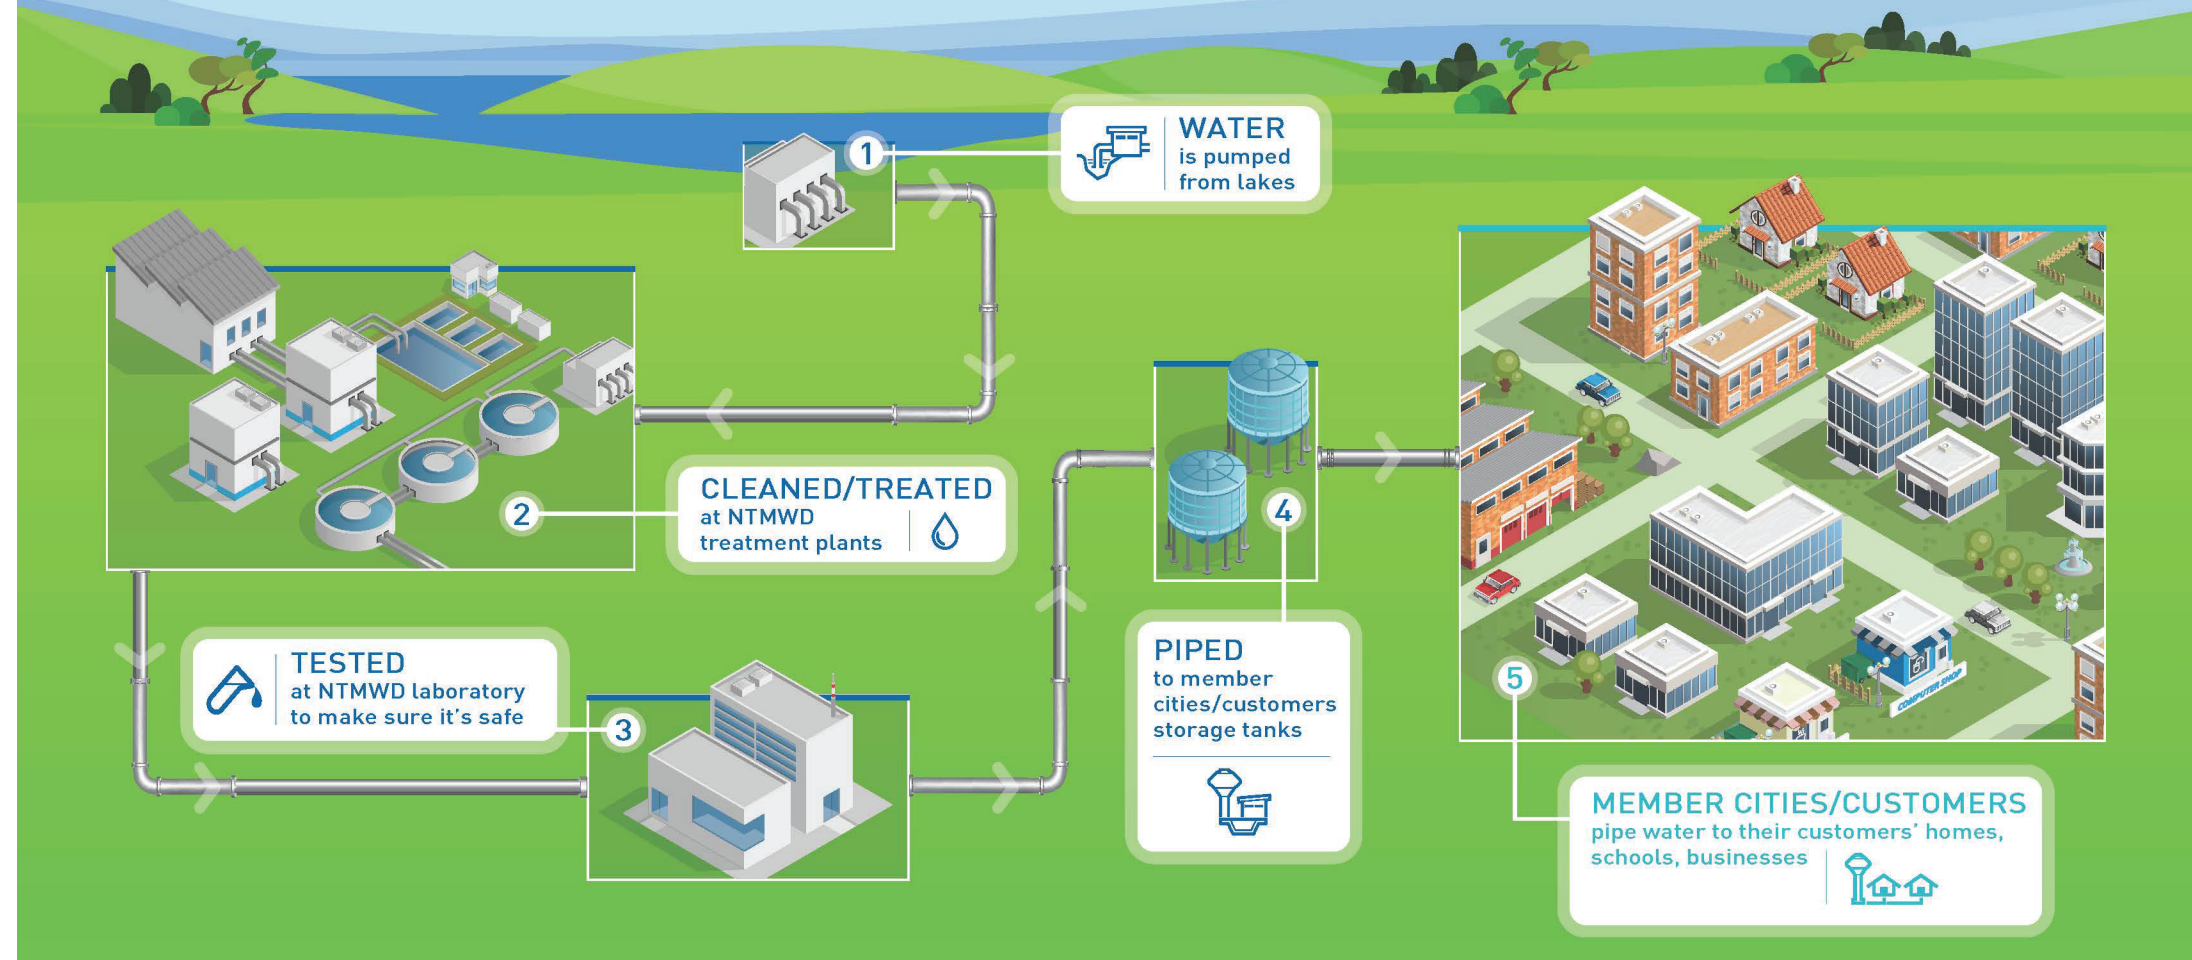 1
WATER
is pumped
from lakes
2
CLEANED/TREATED
at NTMWD
treatment plants
3
TESTED
at NTMWD laboratory
to make sure it's safe
4
PIPED
to member
cities/customers
storage tanks
5
MEMBER CITIES/CUSTOMERS
pipe water to their customers' homes,
schools, businesses
COMPUTER SHOP